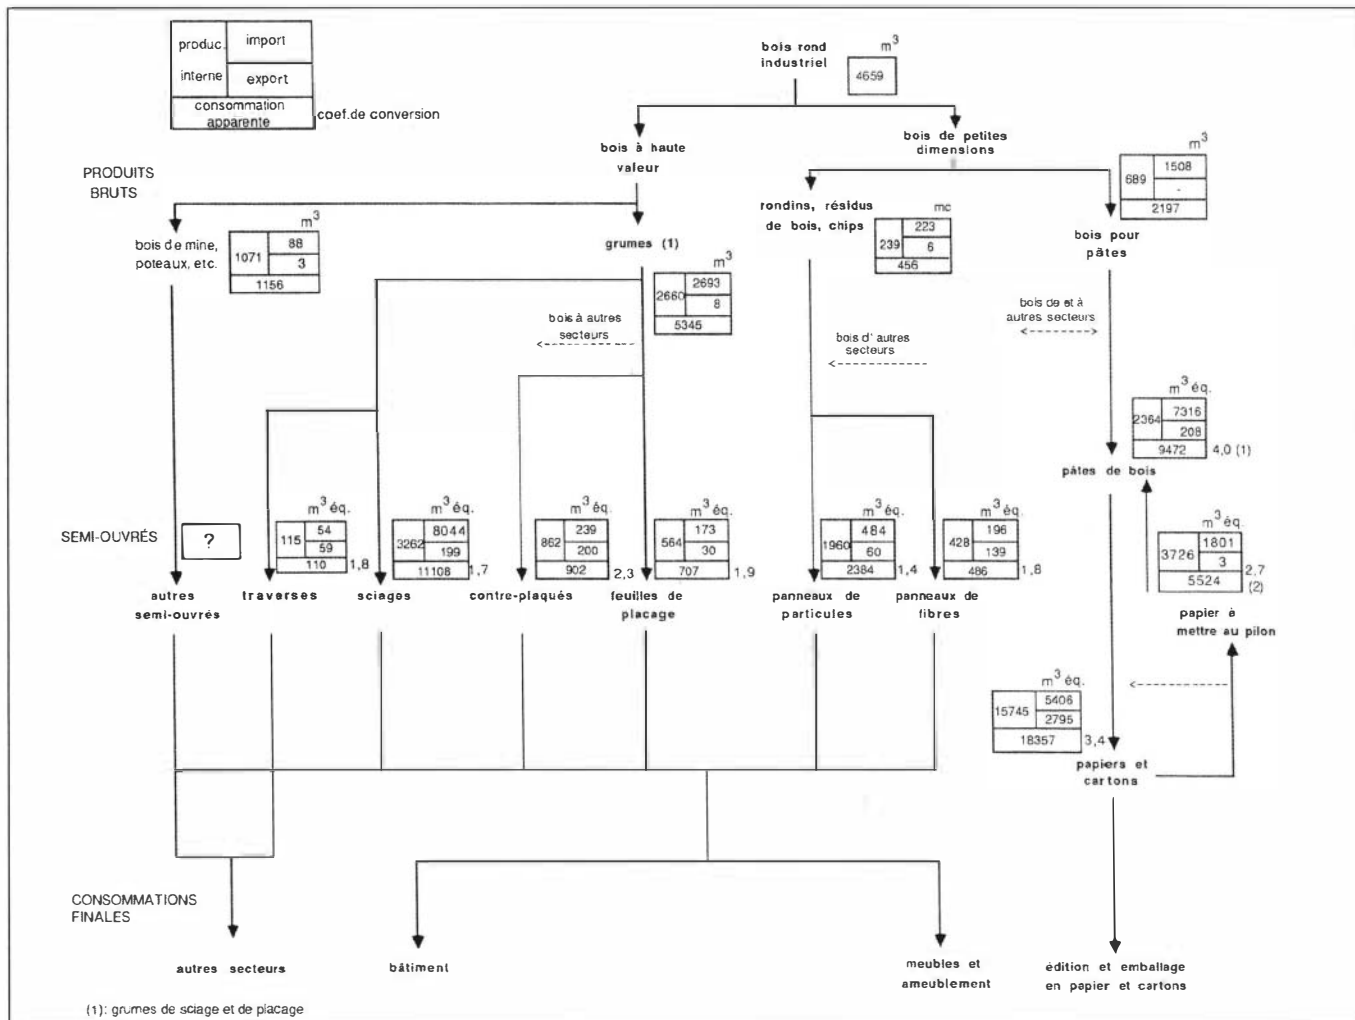 produc.
import
interne
export
consommation
apparente
coef.de conversion
bois rond
industriel
m³
4659
bois à haute
valeur
bois de petites
dimensions
PRODUITS
BRUTS
bois de mine,
poteaux, etc.
m³
1071
88
3
1156
grumes (1)
m³
2660
2693
8
5345
rondins, résidus
de bois, chips
mc
239
223
6
456
bois pour
pâtes
m³
689
1508
-
2197
bois à autres
secteurs
bois d' autres
secteurs
bois de et à
autres secteurs
m³ éq.
2364
7316
208
9472
4,0 (1)
pâtes de bois
SEMI-OUVRÉS
?
autres
semi-ouvrés
m³ éq.
115
54
59
110
1,8
traverses
m³ éq.
3262
8044
199
11108
1,7
sciages
m³ éq.
862
239
200
902
2,3
contre-plaqués
m³ éq.
564
173
30
707
1,9
feuilles de
placage
m³ éq.
1960
484
60
2384
1,4
panneaux de
particules
m³ éq.
428
196
139
486
1,8
panneaux de
fibres
m³ éq.
3726
1801
3
5524
2,7
(2)
papier à
mettre au pilon
m³ éq.
15745
5406
2795
18357
3,4
papiers et
cartons
CONSOMMATIONS
FINALES
autres secteurs
bâtiment
meubles et
ameublement
édition et emballage
en papier et cartons
(1): grumes de sciage et de placage